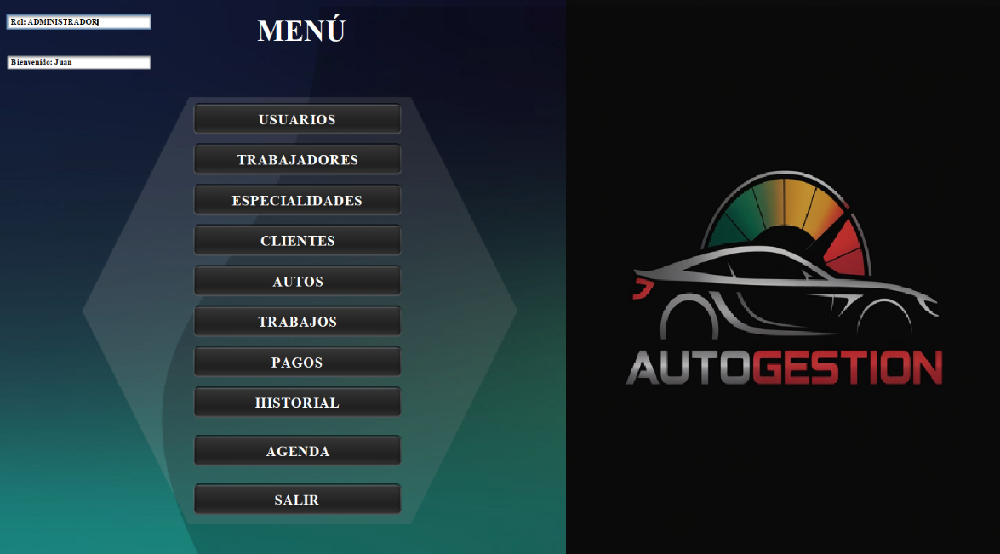 Rol: ADMINISTRADOR
Bienvenido: Juan
MENÚ
USUARIOS
TRABAJADORES
ESPECIALIDADES
CLIENTES
AUTOS
TRABAJOS
PAGOS
HISTORIAL
AGENDA
SALIR
AUTOGESTION